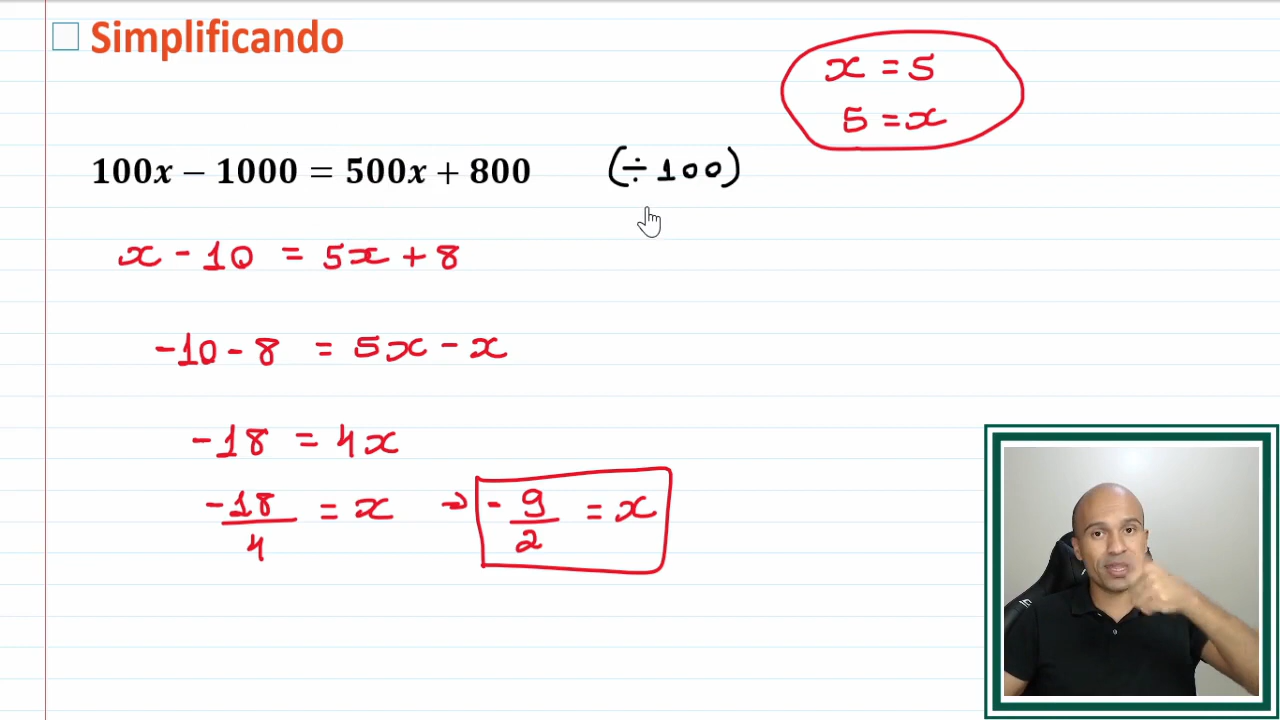 Simplificando
x = 5
5 = x
100x − 1000 = 500x + 800 (÷100)
x - 10 = 5x + 8
-10 - 8 = 5x - x
-18 = 4x
-18/4 = x → -9/2 = x